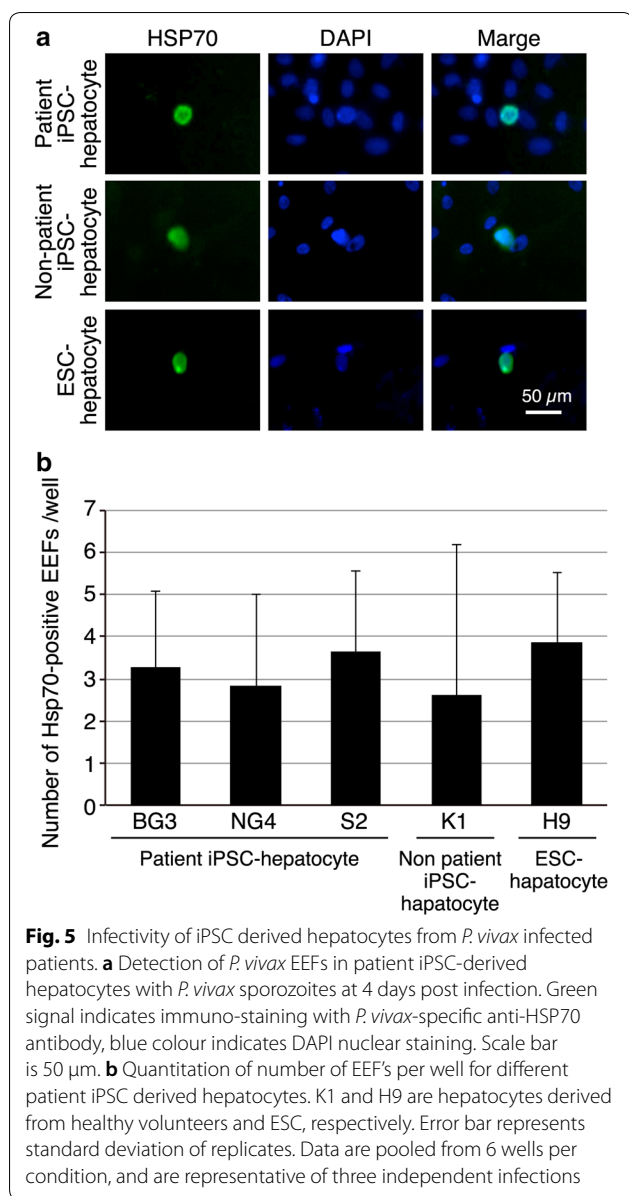 a
HSP70 DAPI Marge
Patient
iPSC-
hepatocyte
Non-patient
iPSC-
hepatocyte
ESC-
hepatocyte
50 µm
b
Number of Hsp70-positive EEFs /well
7
6
5
4
3
2
1
0
BG3 NG4 S2 K1 H9
Patient iPSC-hepatocyte
Non patient
iPSC-
hapatocyte
ESC-
hapatocyte
Fig. 5 Infectivity of iPSC derived hepatocytes from P. vivax infected
patients. a Detection of P. vivax EEFs in patient iPSC-derived
hepatocytes with P. vivax sporozoites at 4 days post infection. Green
signal indicates immuno-staining with P. vivax-specific anti-HSP70
antibody, blue colour indicates DAPI nuclear staining. Scale bar
is 50 μm. b Quantitation of number of EEF's per well for different
patient iPSC derived hepatocytes. K1 and H9 are hepatocytes derived
from healthy volunteers and ESC, respectively. Error bar represents
standard deviation of replicates. Data are pooled from 6 wells per
condition, and are representative of three independent infections